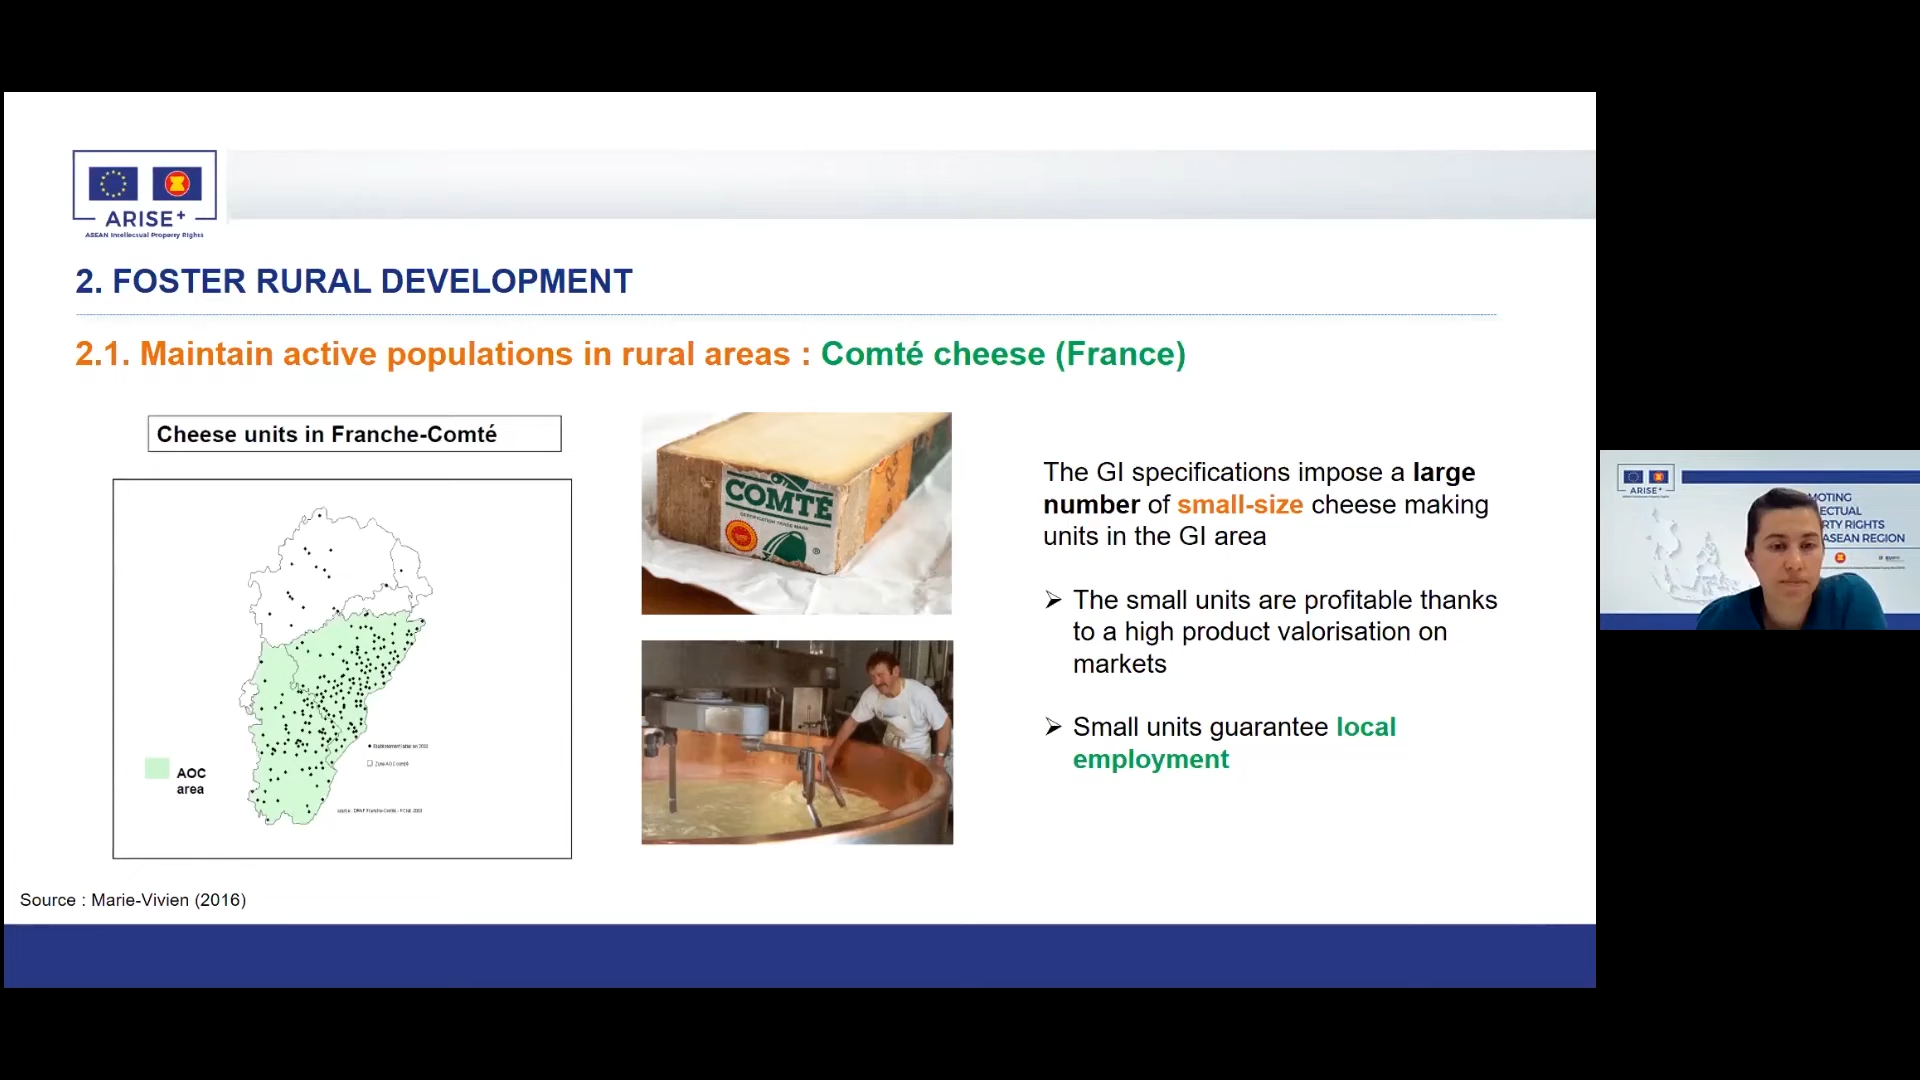 ARISE+
ASEAN Intellectual Property Rights
2. FOSTER RURAL DEVELOPMENT
2.1. Maintain active populations in rural areas : Comté cheese (France)
Cheese units in Franche-Comté
AOC
area
COMTÉ
®
The GI specifications impose a large
number of small-size cheese making
units in the GI area
➢ The small units are profitable thanks
to a high product valorisation on
markets
➢ Small units guarantee local
employment
Source : Marie-Vivien (2016)
ARISE+
MOTING
ECTUAL
RTY RIGHTS
ASEAN REGION